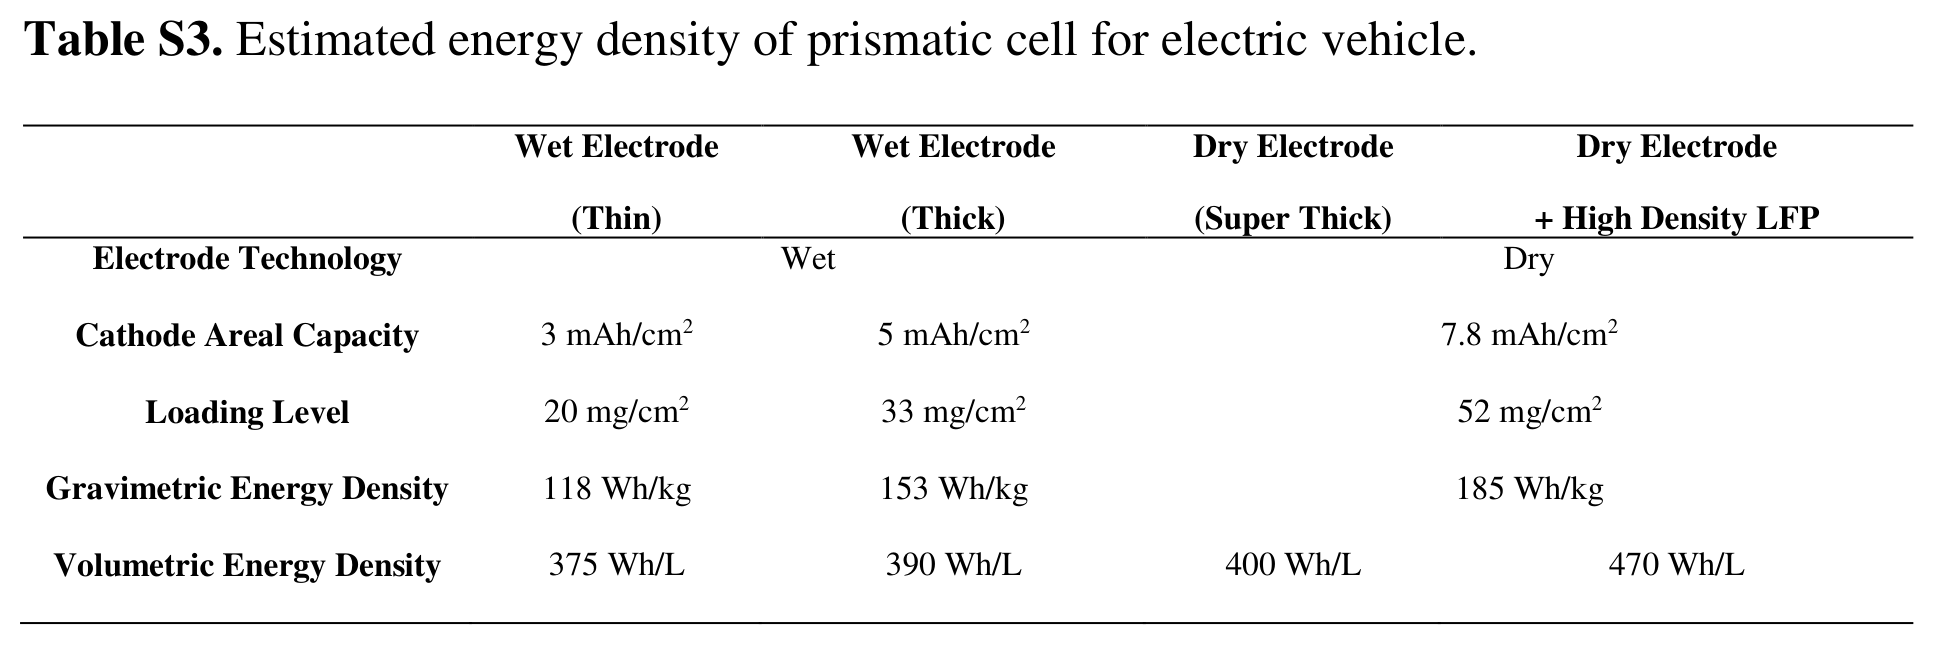 Table S3. Estimated energy density of prismatic cell for electric vehicle.
Wet Electrode Wet Electrode Dry Electrode Dry Electrode
(Thin) (Thick) (Super Thick) + High Density LFP
Electrode Technology Wet Dry
Cathode Areal Capacity 3 mAh/cm² 5 mAh/cm² 7.8 mAh/cm²
Loading Level 20 mg/cm² 33 mg/cm² 52 mg/cm²
Gravimetric Energy Density 118 Wh/kg 153 Wh/kg 185 Wh/kg
Volumetric Energy Density 375 Wh/L 390 Wh/L 400 Wh/L 470 Wh/L